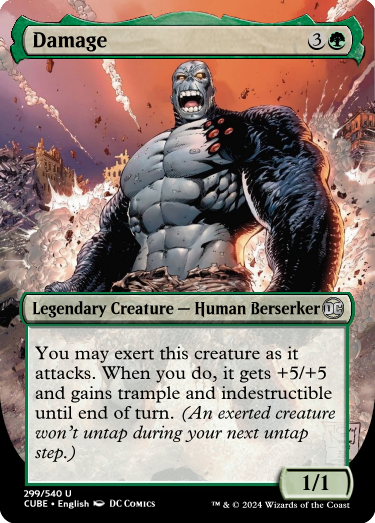 Damage 3
Legendary Creature — Human Berserker DC
You may exert this creature as it
attacks. When you do, it gets +5/+5
and gains trample and indestructible
until end of turn. (An exerted creature
won't untap during your next untap
step.)
1/1
299/540 U
CUBE • English DC COMICS ™ & © 2024 Wizards of the Coast